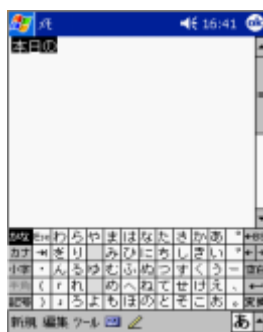 メモ 16:41
本日の
かな Esc わ ら や ま は な た さ か あ ゛
カナ を り み ひ に ち し き い ゜
小字 ・ ん る ゆ む ふ ぬ つ す く う ー
( 「 れ め へ ね て せ け え 、
記号 ) 」 ろ よ も ほ の と そ こ お 。 変換
新規 編集 ツール あ